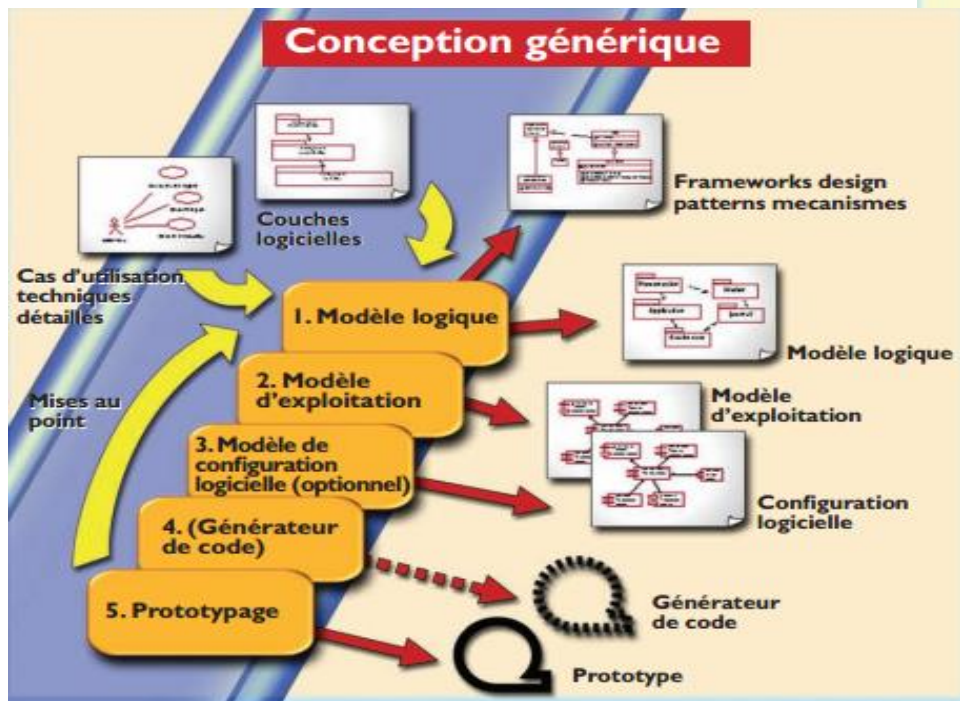 Conception générique
Couches
logicielles
Cas d'utilisation
techniques
détaillés
Frameworks design
patterns mecanismes
1. Modèle logique
Modèle logique
2. Modèle
d'exploitation
Modèle
d'exploitation
Mises au
point
3. Modèle de
configuration
logicielle (optionnel)
Configuration
logicielle
4. (Générateur
de code)
Générateur
de code
5. Prototypage
Prototype